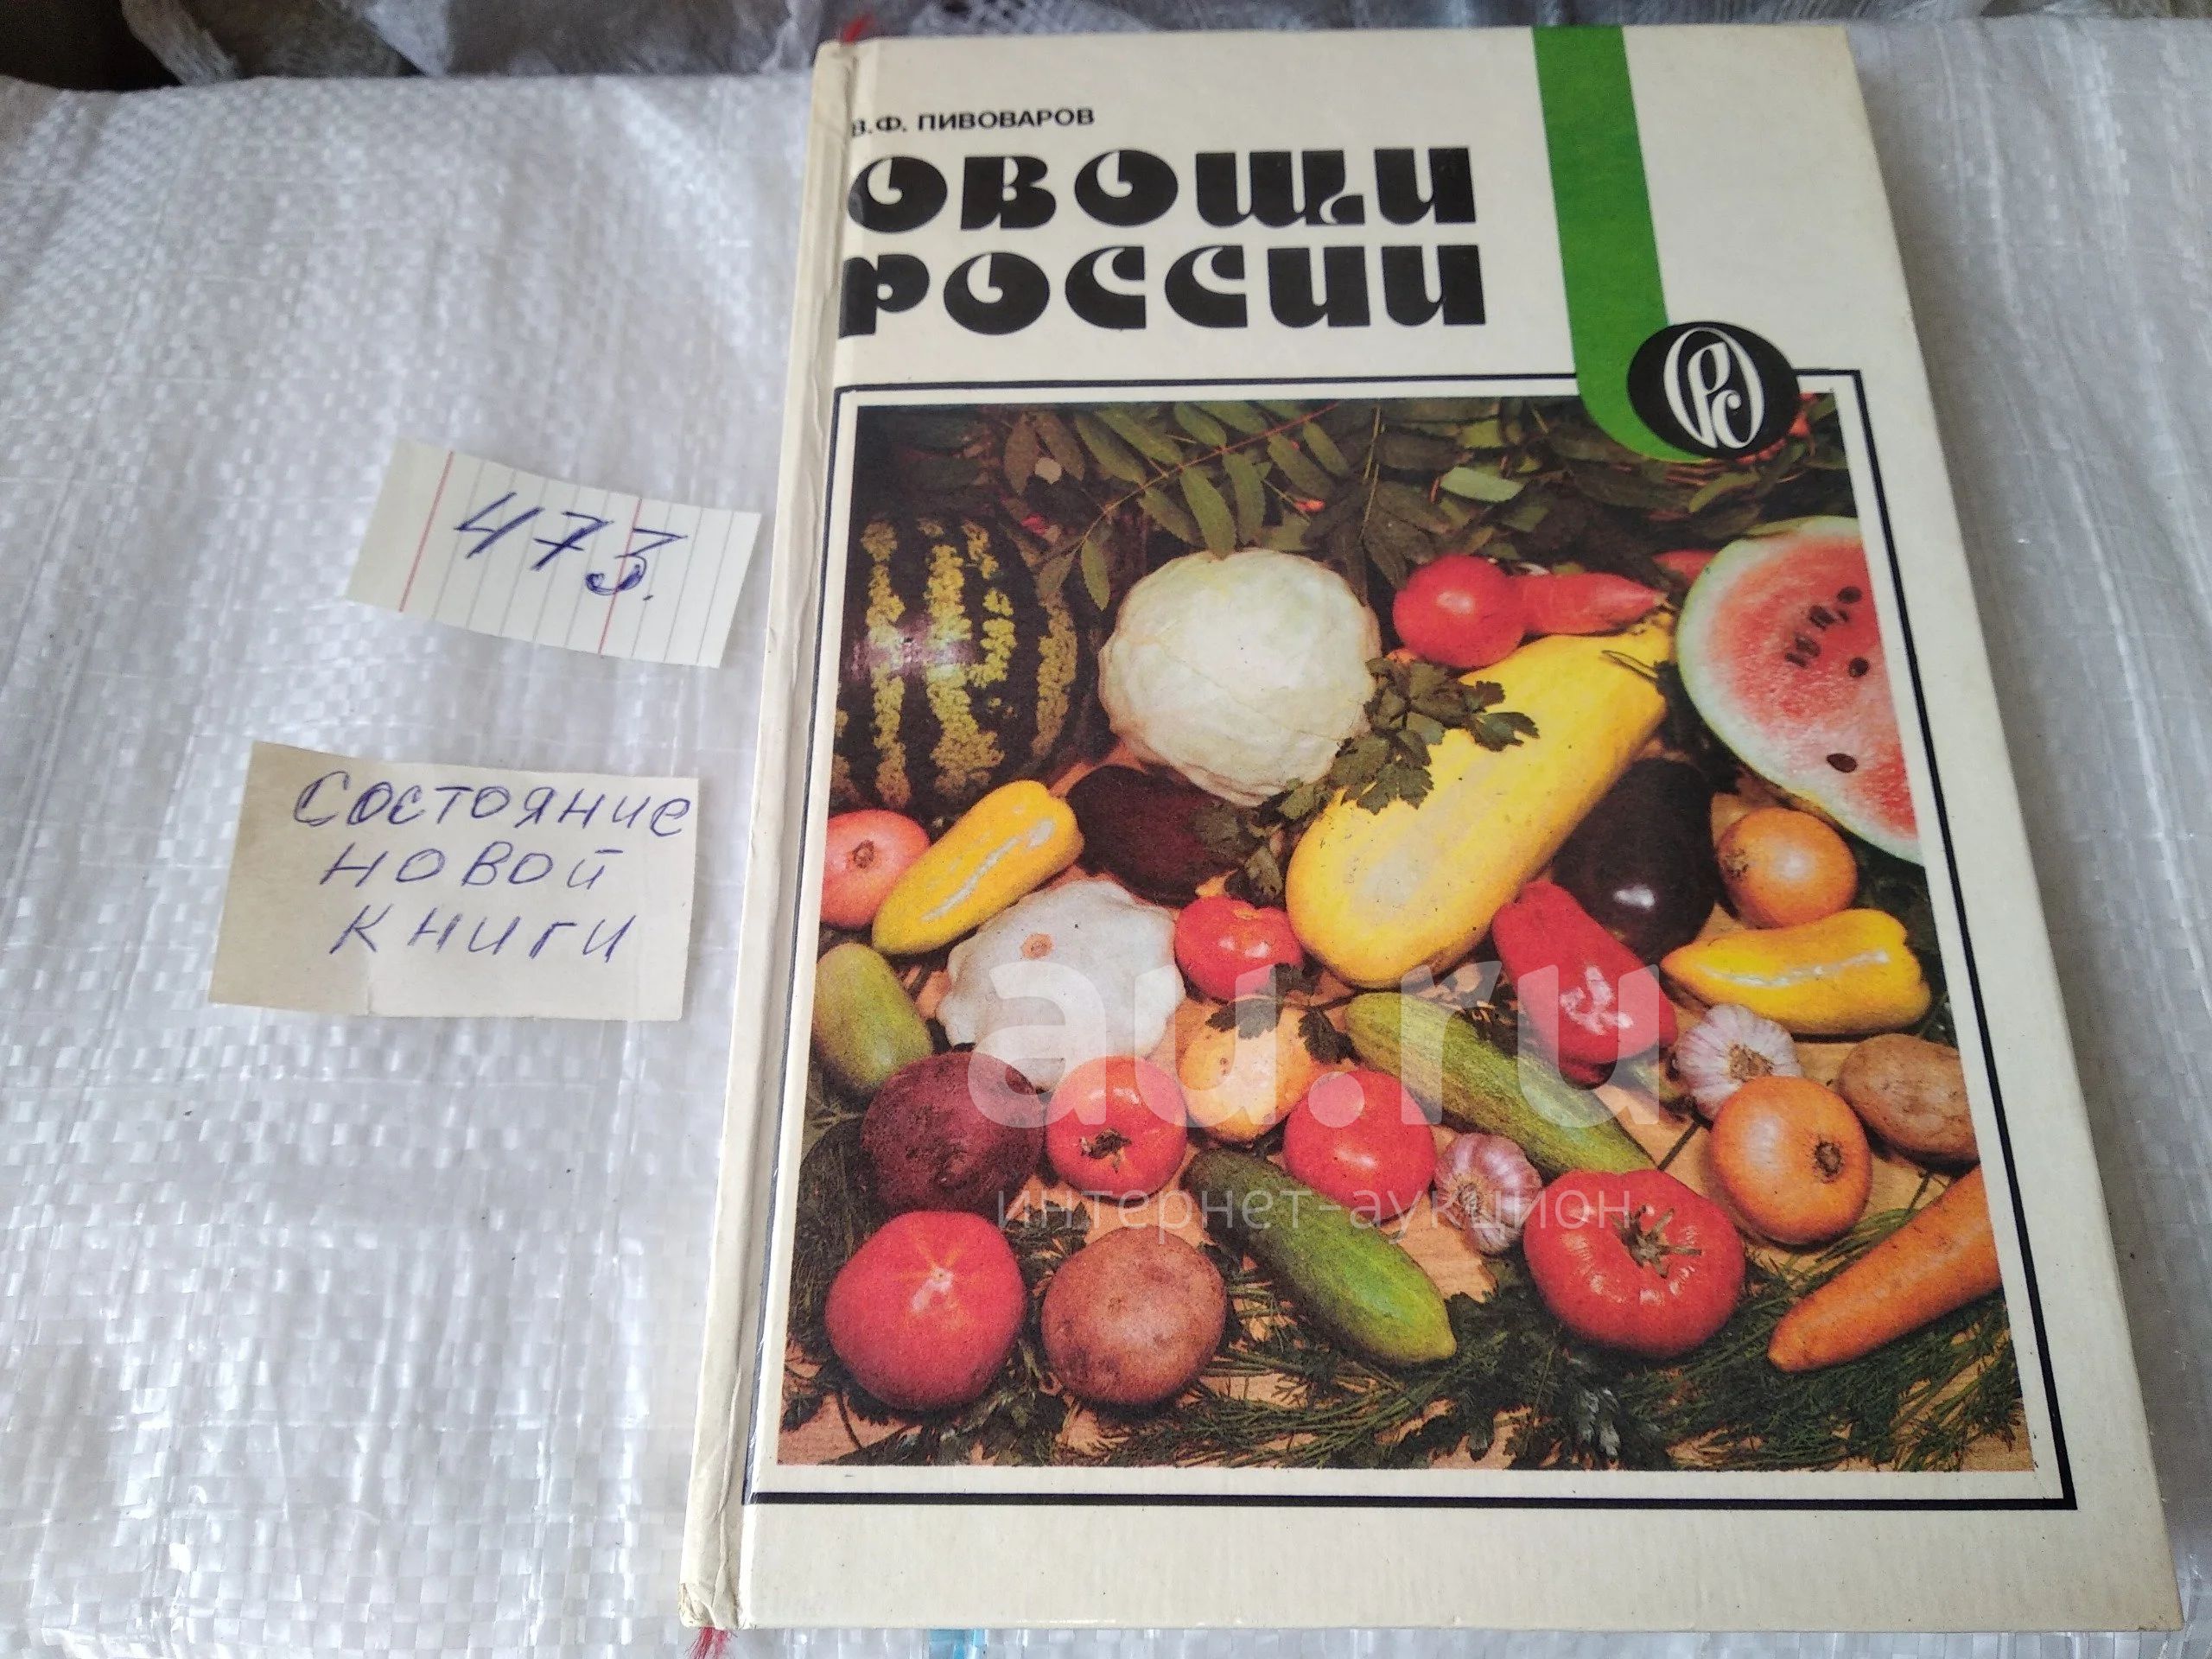 В.Ф. ПИВОВАРОВ
ОВОЩИ
РОССИИ
473.
Состояние
новой
книги
au.ru
интернет-аукцион